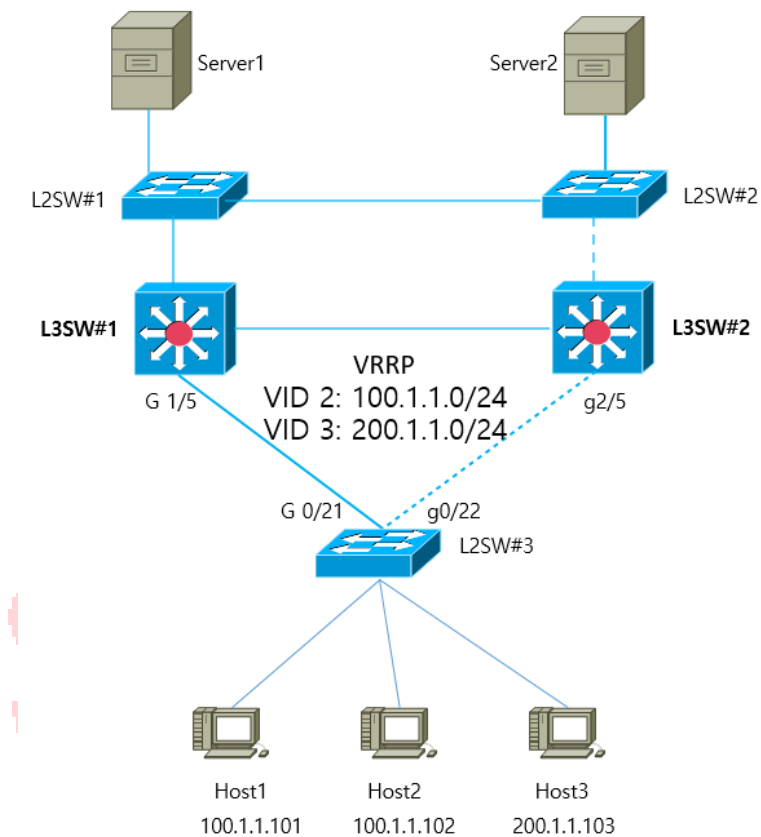 Server1
Server2
L2SW#1
L2SW#2
L3SW#1
L3SW#2
VRRP
G 1/5
VID 2: 100.1.1.0/24
g2/5
VID 3: 200.1.1.0/24
G 0/21
g0/22
L2SW#3
Host1
Host2
Host3
100.1.1.101
100.1.1.102
200.1.1.103